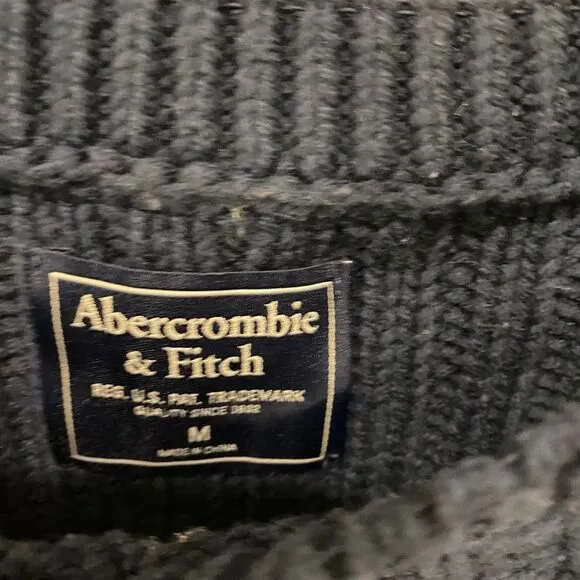 Abercrombie
& Fitch
REG. U.S. PAT. TRADEMARK
QUALITY SINCE 1892
M
MADE IN CHINA